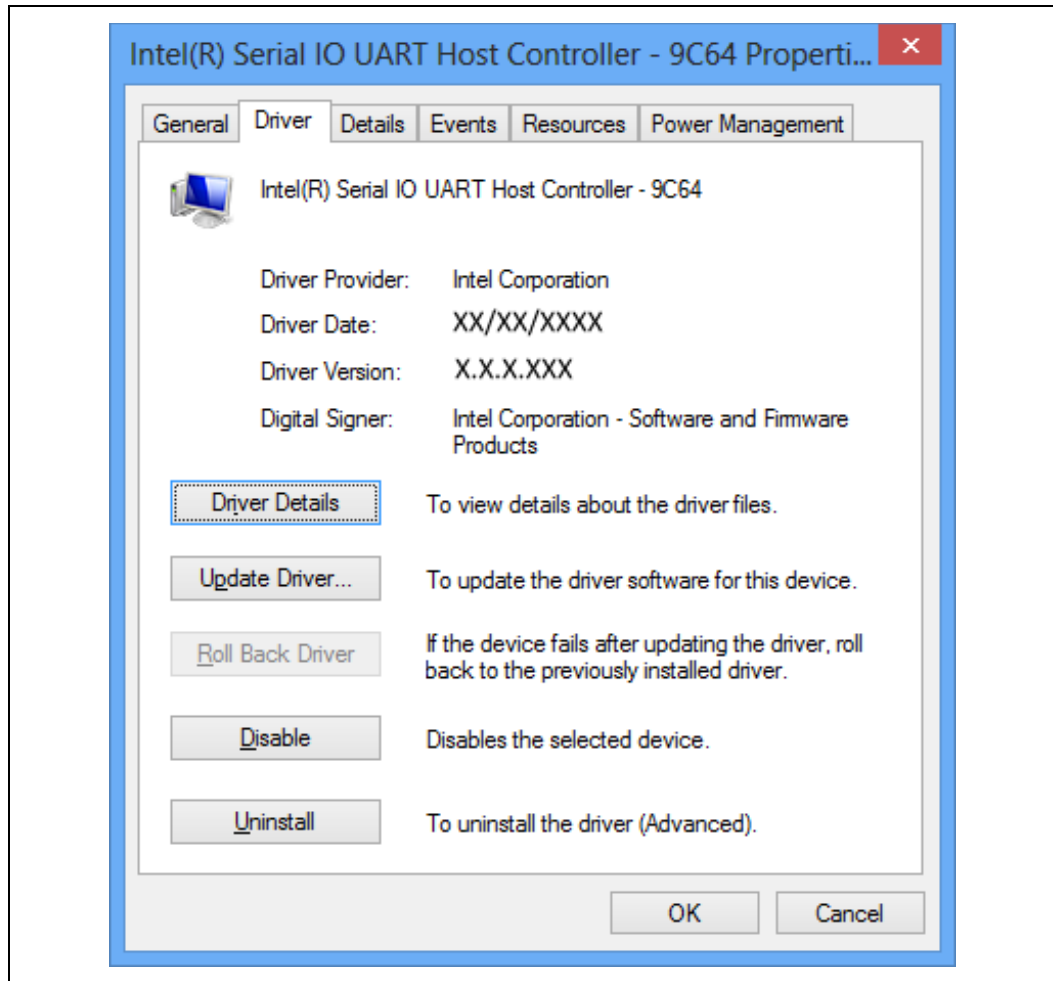 Intel(R) Serial IO UART Host Controller - 9C64 Properti...
×
General Driver Details Events Resources Power Management
Intel(R) Serial IO UART Host Controller - 9C64
Driver Provider: Intel Corporation
Driver Date: XX/XX/XXXX
Driver Version: X.X.X.XXX
Digital Signer: Intel Corporation - Software and Firmware
Products
Driver Details To view details about the driver files.
Update Driver... To update the driver software for this device.
Roll Back Driver If the device fails after updating the driver, roll
back to the previously installed driver.
Disable Disables the selected device.
Uninstall To uninstall the driver (Advanced).
OK Cancel